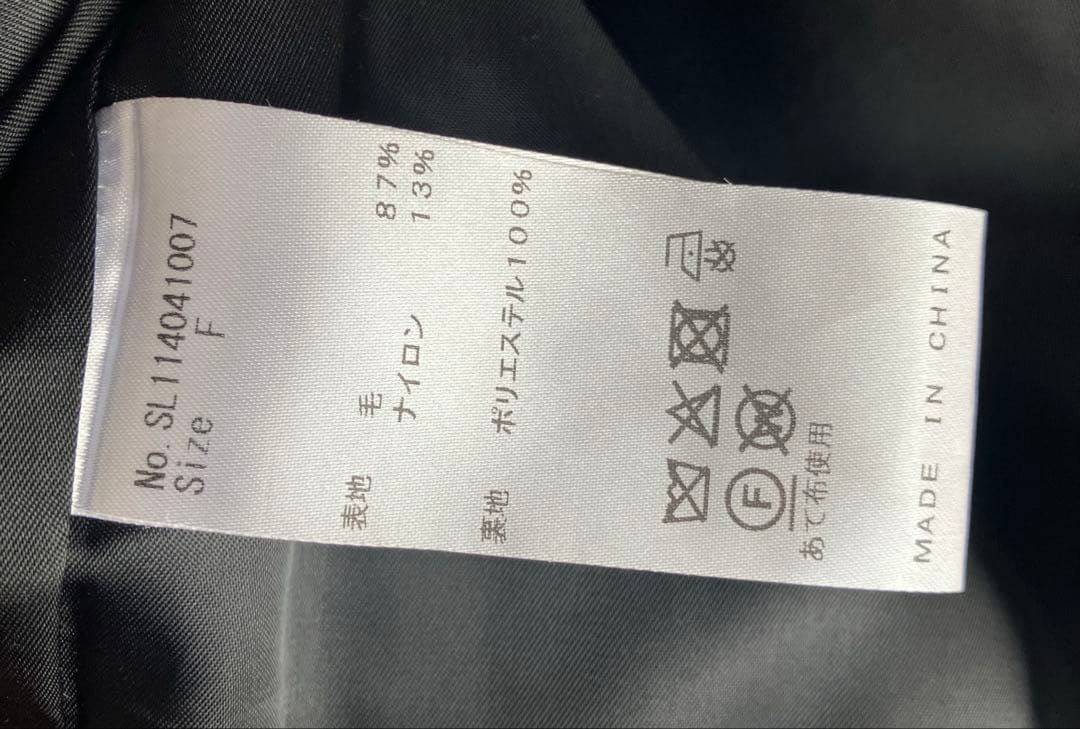 No.SL114041007
Size F
表地 毛 87%
ナイロン 13%
裏地 ポリエステル100%
F W
あて布使用
MADE IN CHINA